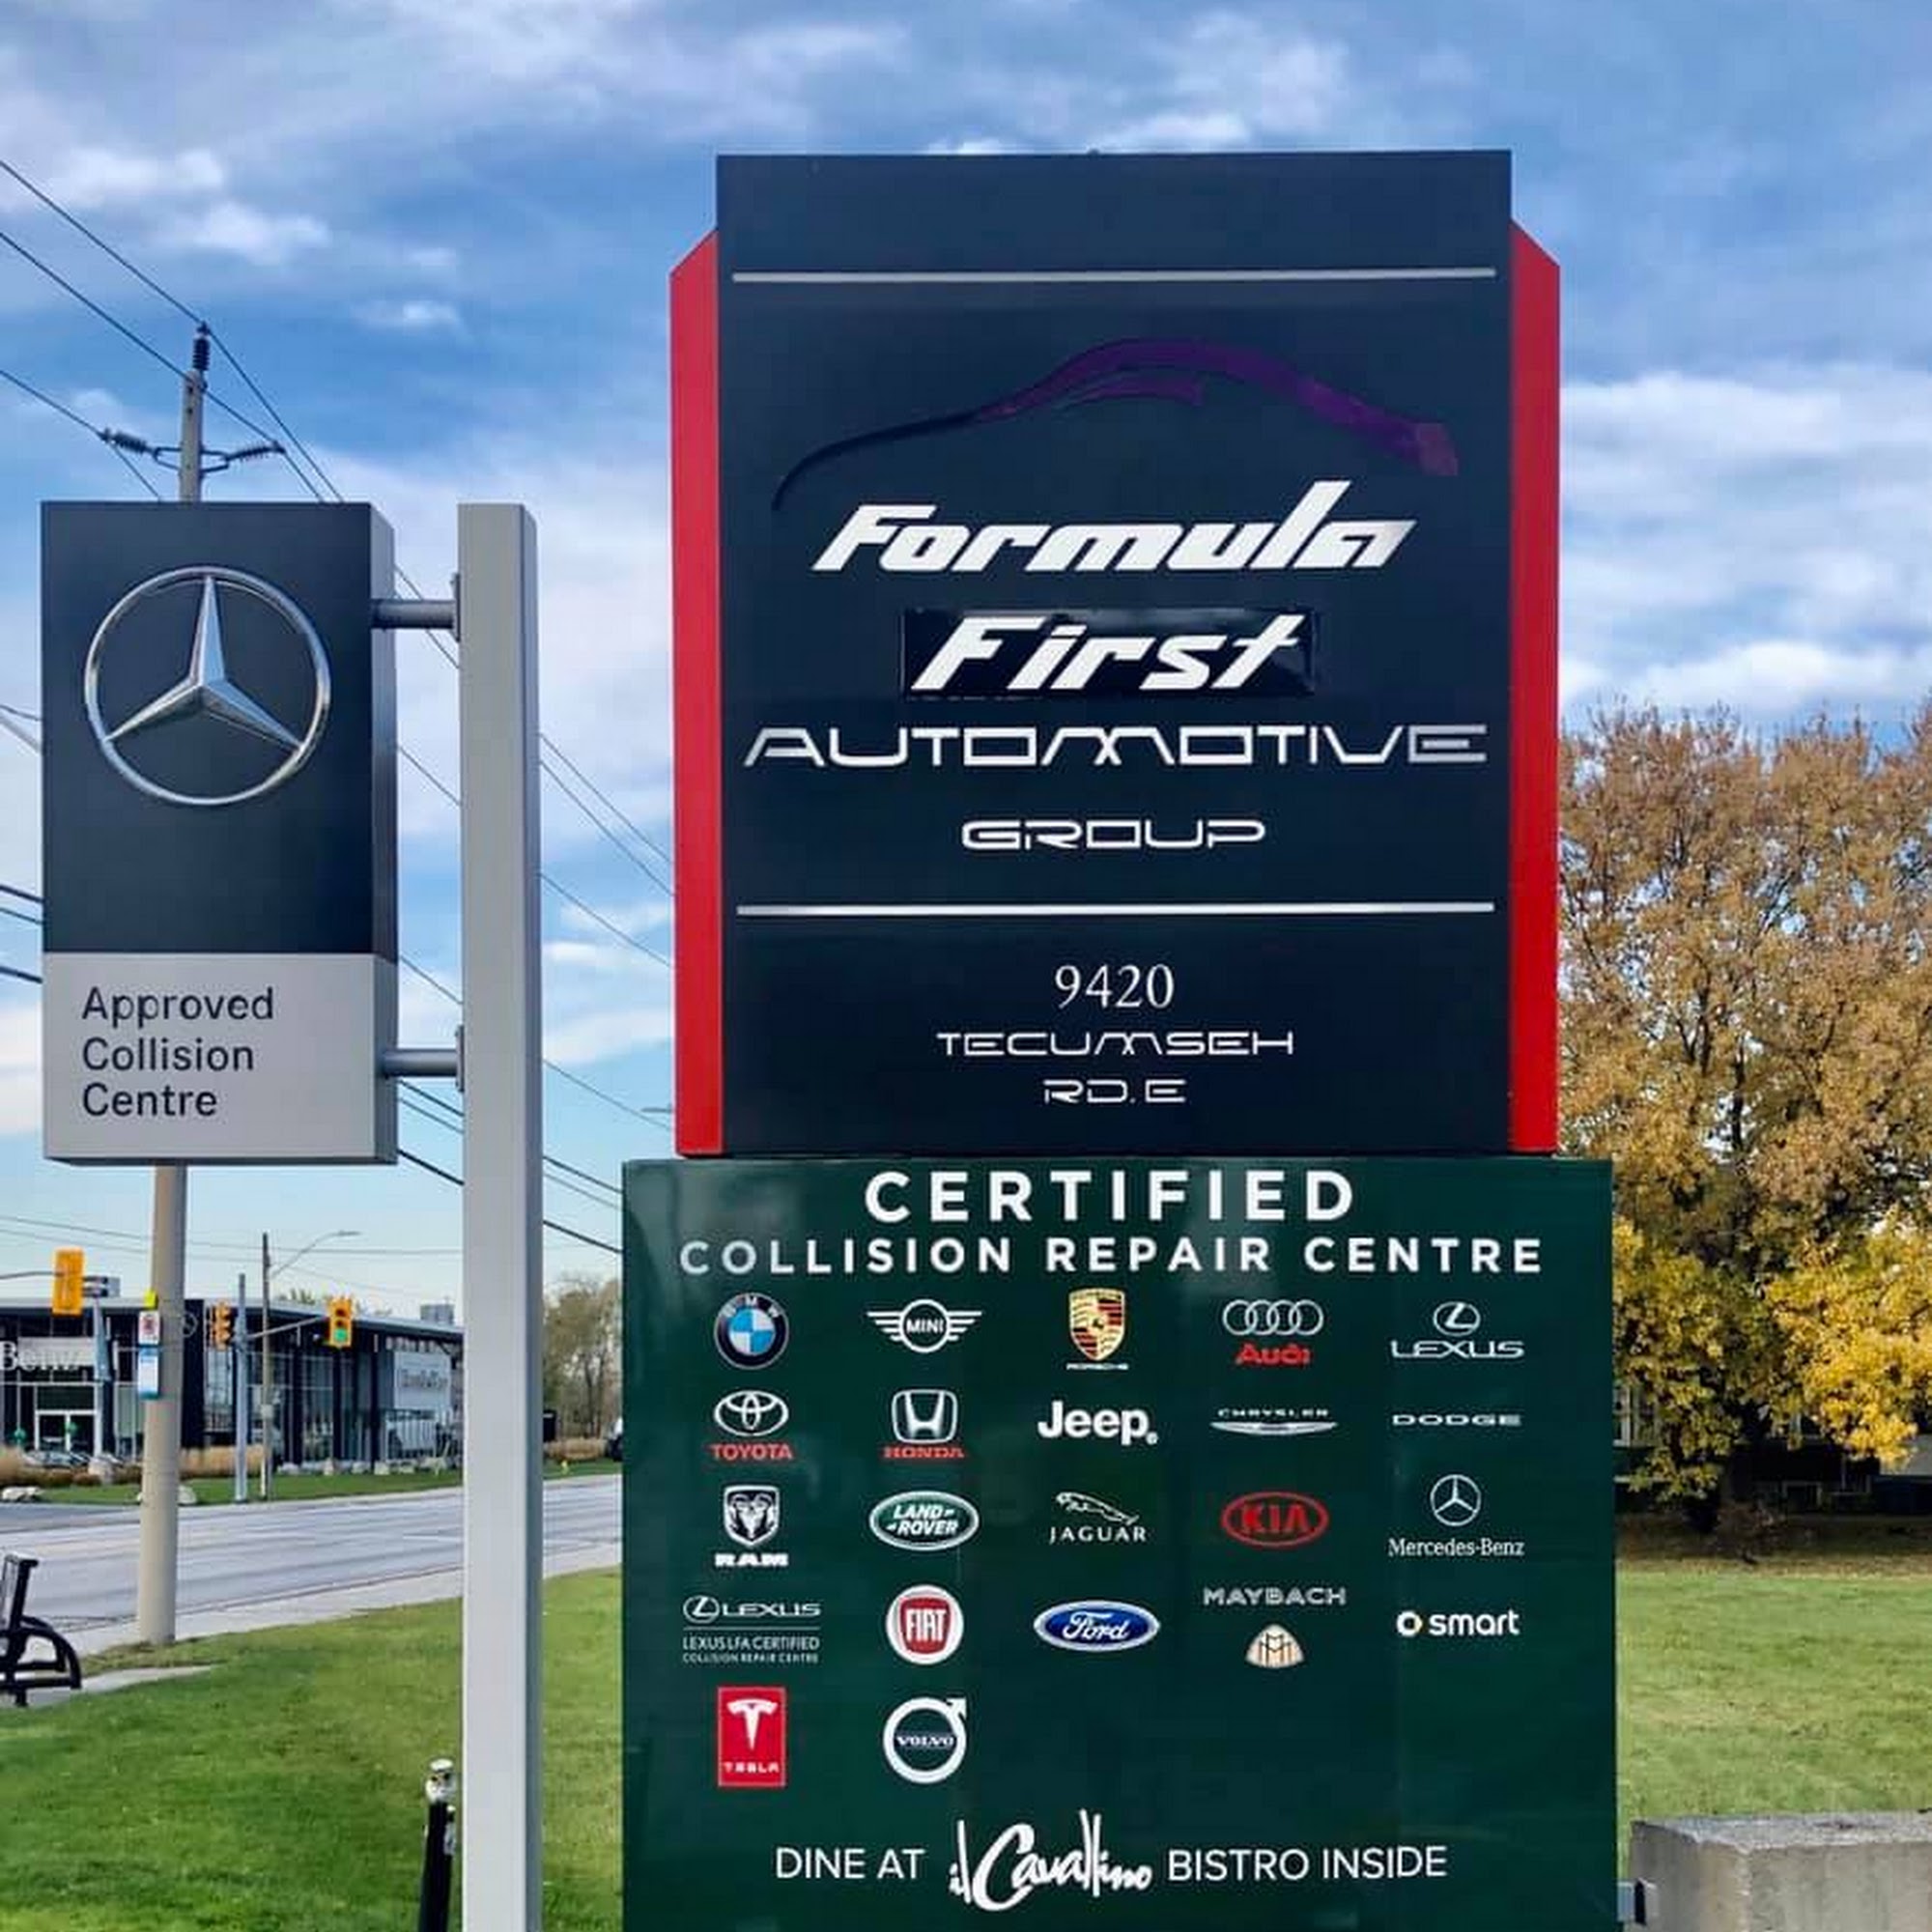 Approved
Collision
Centre
Formula
First
AUTOMOTIVE
GROUP
9420
TECUMSEH
RD. E
CERTIFIED
COLLISION REPAIR CENTRE
BMW MINI PORSCHE Audi LEXUS
TOYOTA HONDA Jeep® CHRYSLER DODGE
RAM LAND ROVER JAGUAR KIA Mercedes-Benz
LEXUS FIAT Ford MAYBACH smart
LEXUS LFA CERTIFIED
COLLISION REPAIR CENTRE
TESLA VOLVO
DINE AT il Cavallino BISTRO INSIDE